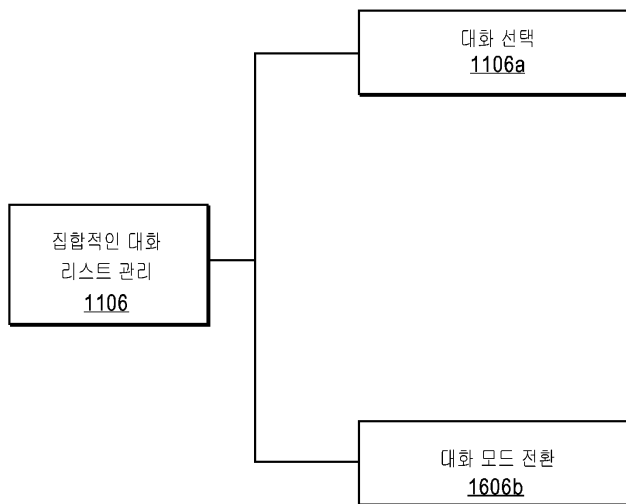 대화 선택
1106a
집합적인 대화
리스트 관리
1106
대화 모드 전환
1606b